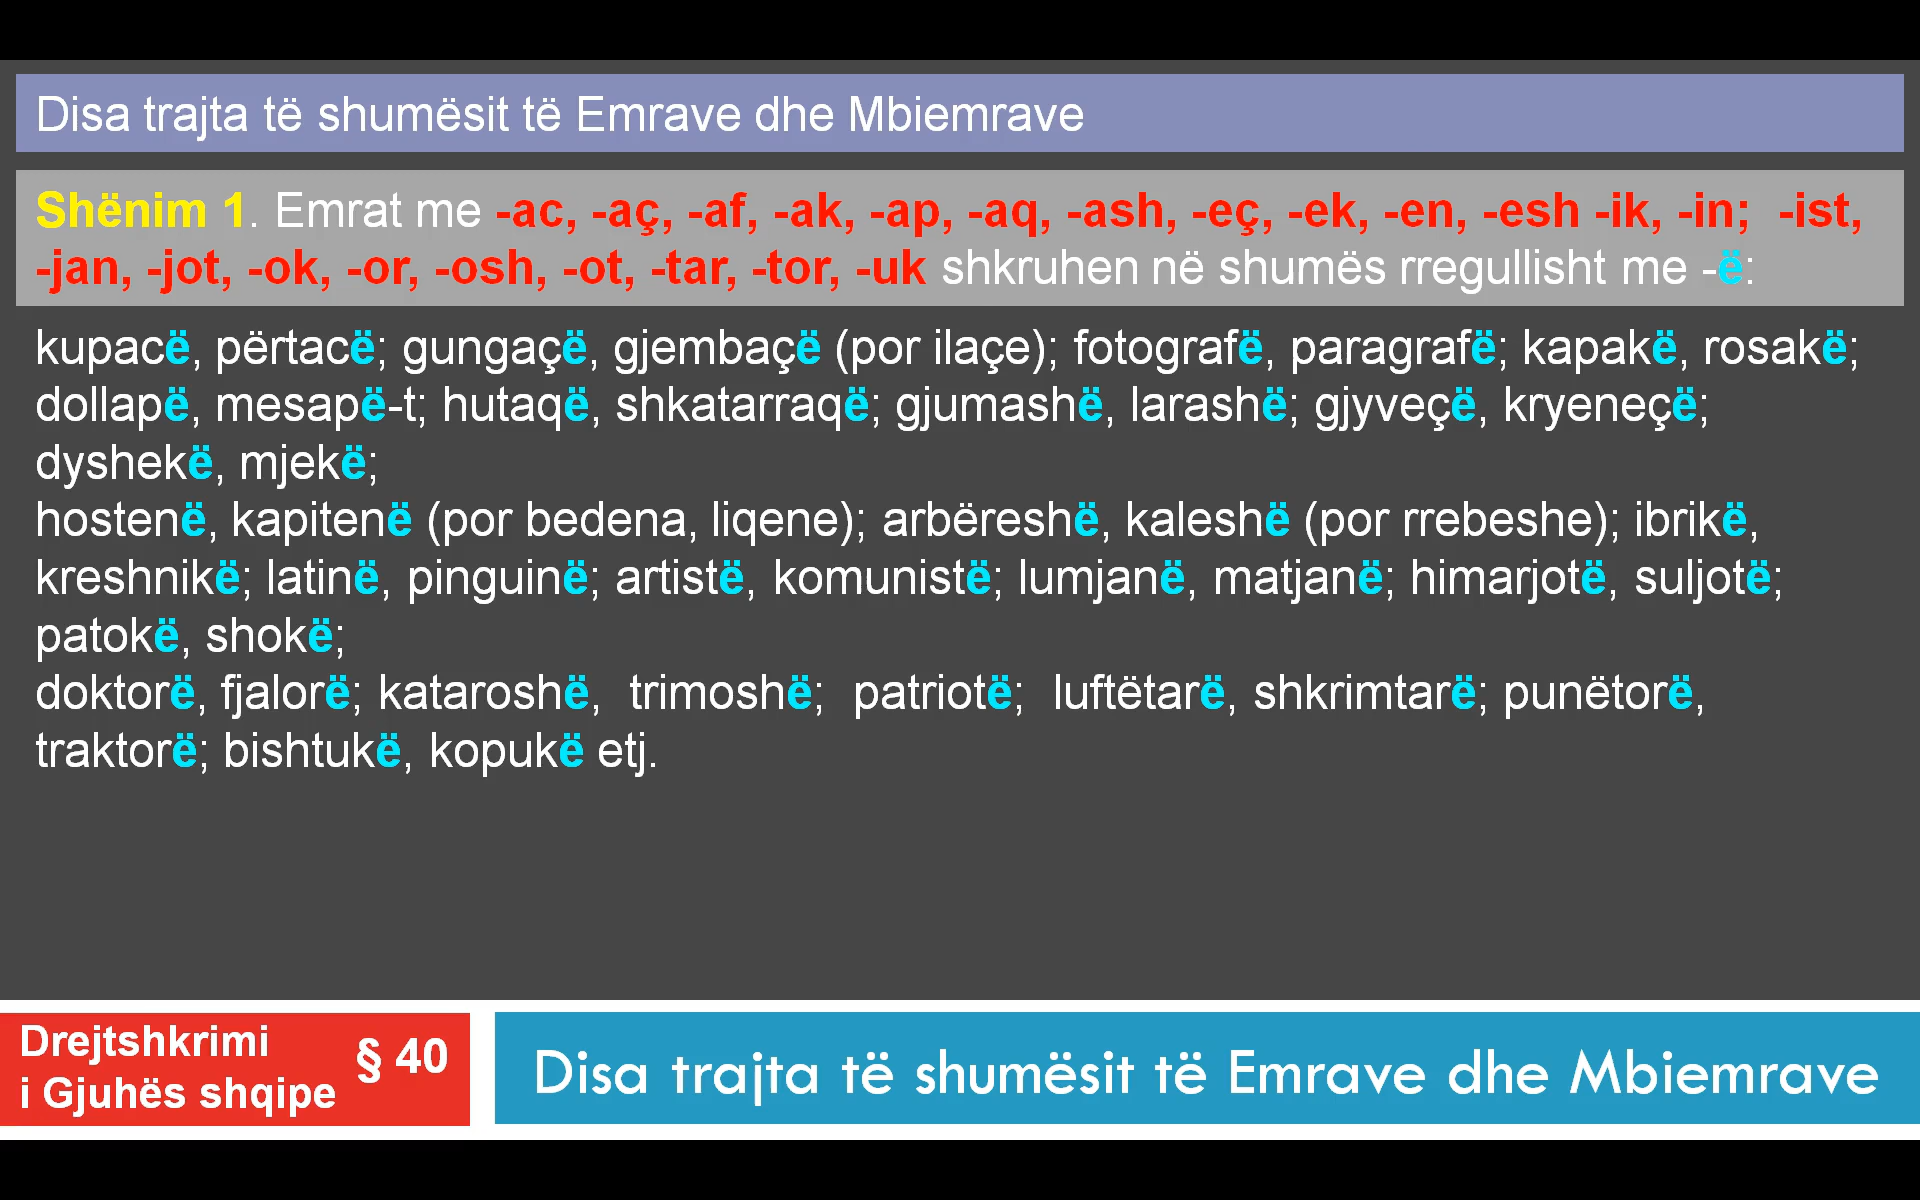 Disa trajta të shumësit të Emrave dhe Mbiemrave
Shënim 1. Emrat me -ac, -aç, -af, -ak, -ap, -aq, -ash, -eç, -ek, -en, -esh -ik, -in; -ist,
-jan, -jot, -ok, -or, -osh, -ot, -tar, -tor, -uk shkruhen në shumës rregullisht me -ë:
kupacë, përtacë; gungaçë, gjembaçë (por ilaçe); fotografë, paragrafë; kapakë, rosakë;
dollapë, mesapë-t; hutaqë, shkatarraqë; gjumashë, larashë; gjyveçë, kryeneçë;
dyshekë, mjekë;
hostenë, kapitenë (por bedena, liqene); arbëreshë, kaleshë (por rrebeshe); ibrikë,
kreshnikë; latinë, pinguinë; artistë, komunistë; lumjanë, matjanë; himarjotë, suljotë;
patokë, shokë;
doktorë, fjalorë; kataroshë, trimoshë; patriotë; luftëtarë, shkrimtarë; punëtorë,
traktorë; bishtukë, kopukë etj.
Drejtshkrimi
i Gjuhës shqipe
§ 40
Disa trajta të shumësit të Emrave dhe Mbiemrave